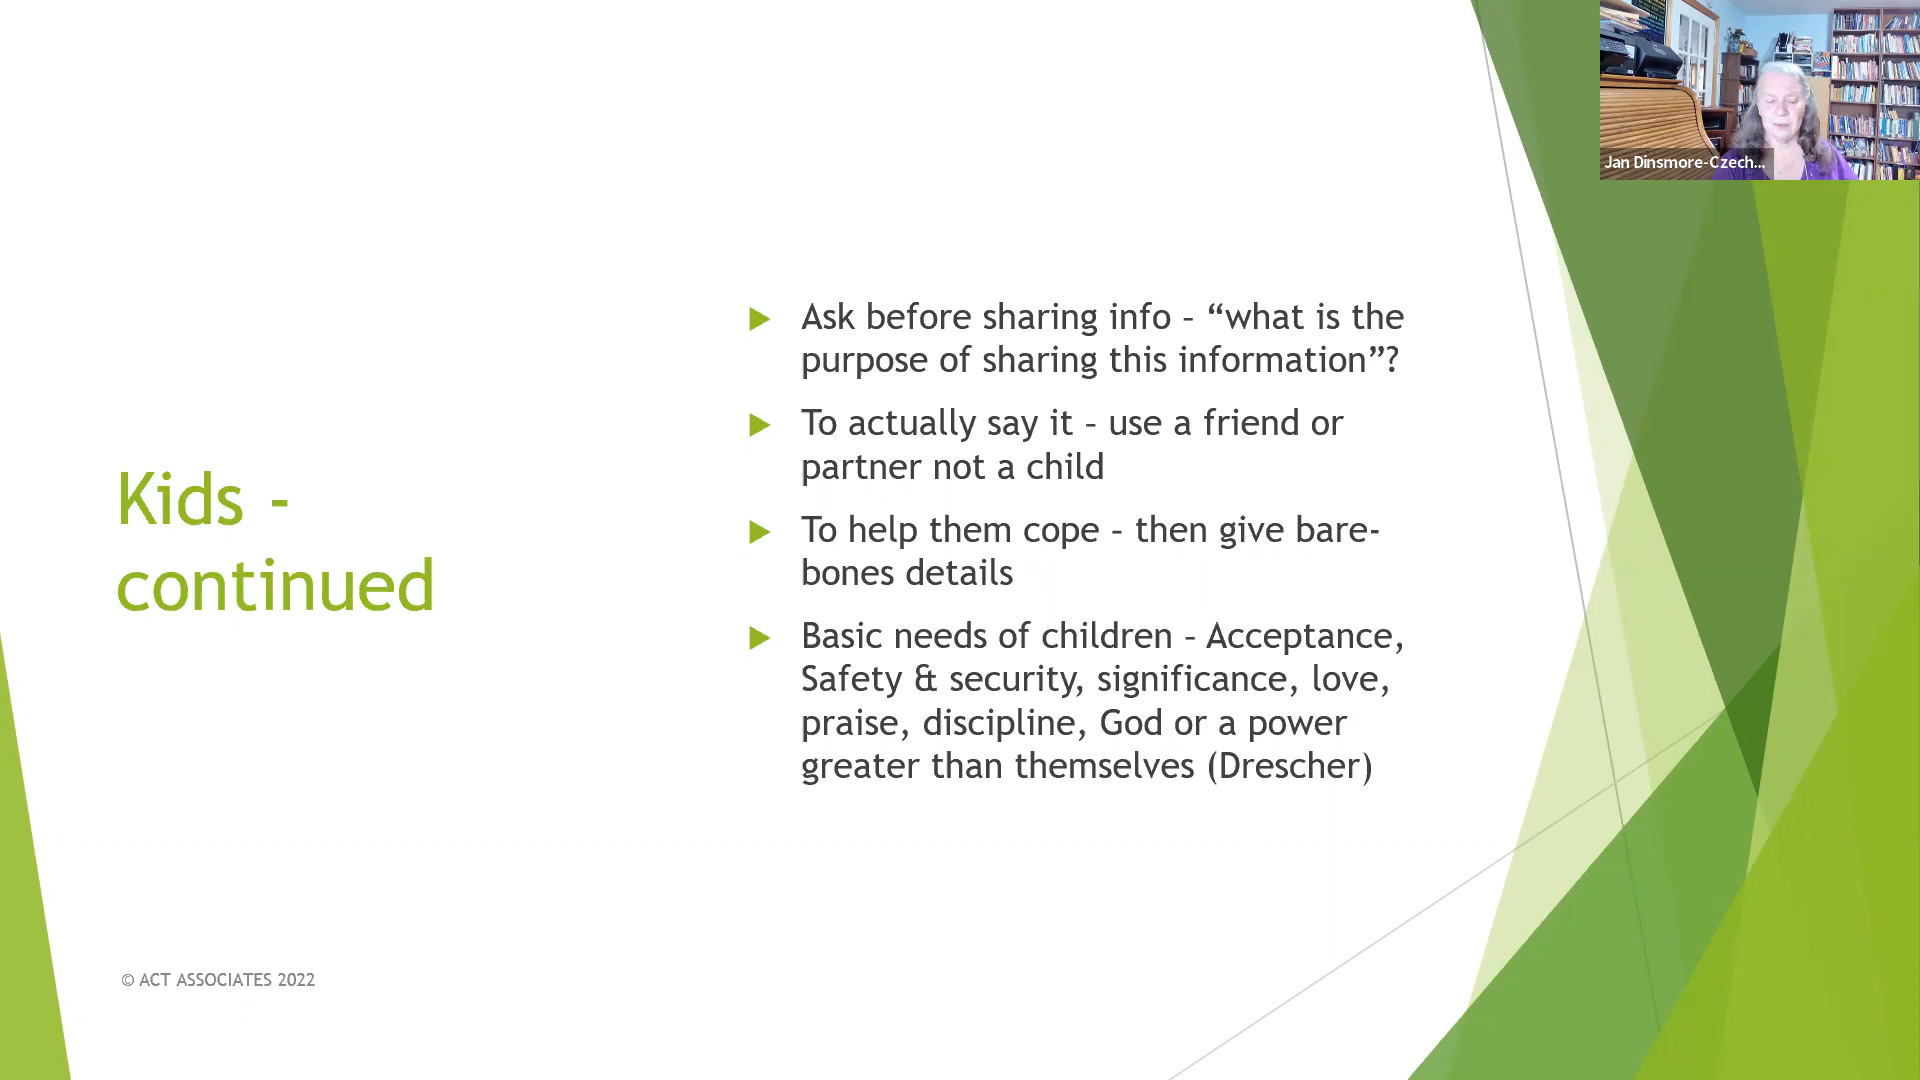 Jan Dinsmore-Czech...
Kids -
continued
Ask before sharing info – “what is the
purpose of sharing this information”?
To actually say it – use a friend or
partner not a child
To help them cope – then give bare-
bones details
Basic needs of children – Acceptance,
Safety & security, significance, love,
praise, discipline, God or a power
greater than themselves (Drescher)
© ACT ASSOCIATES 2022